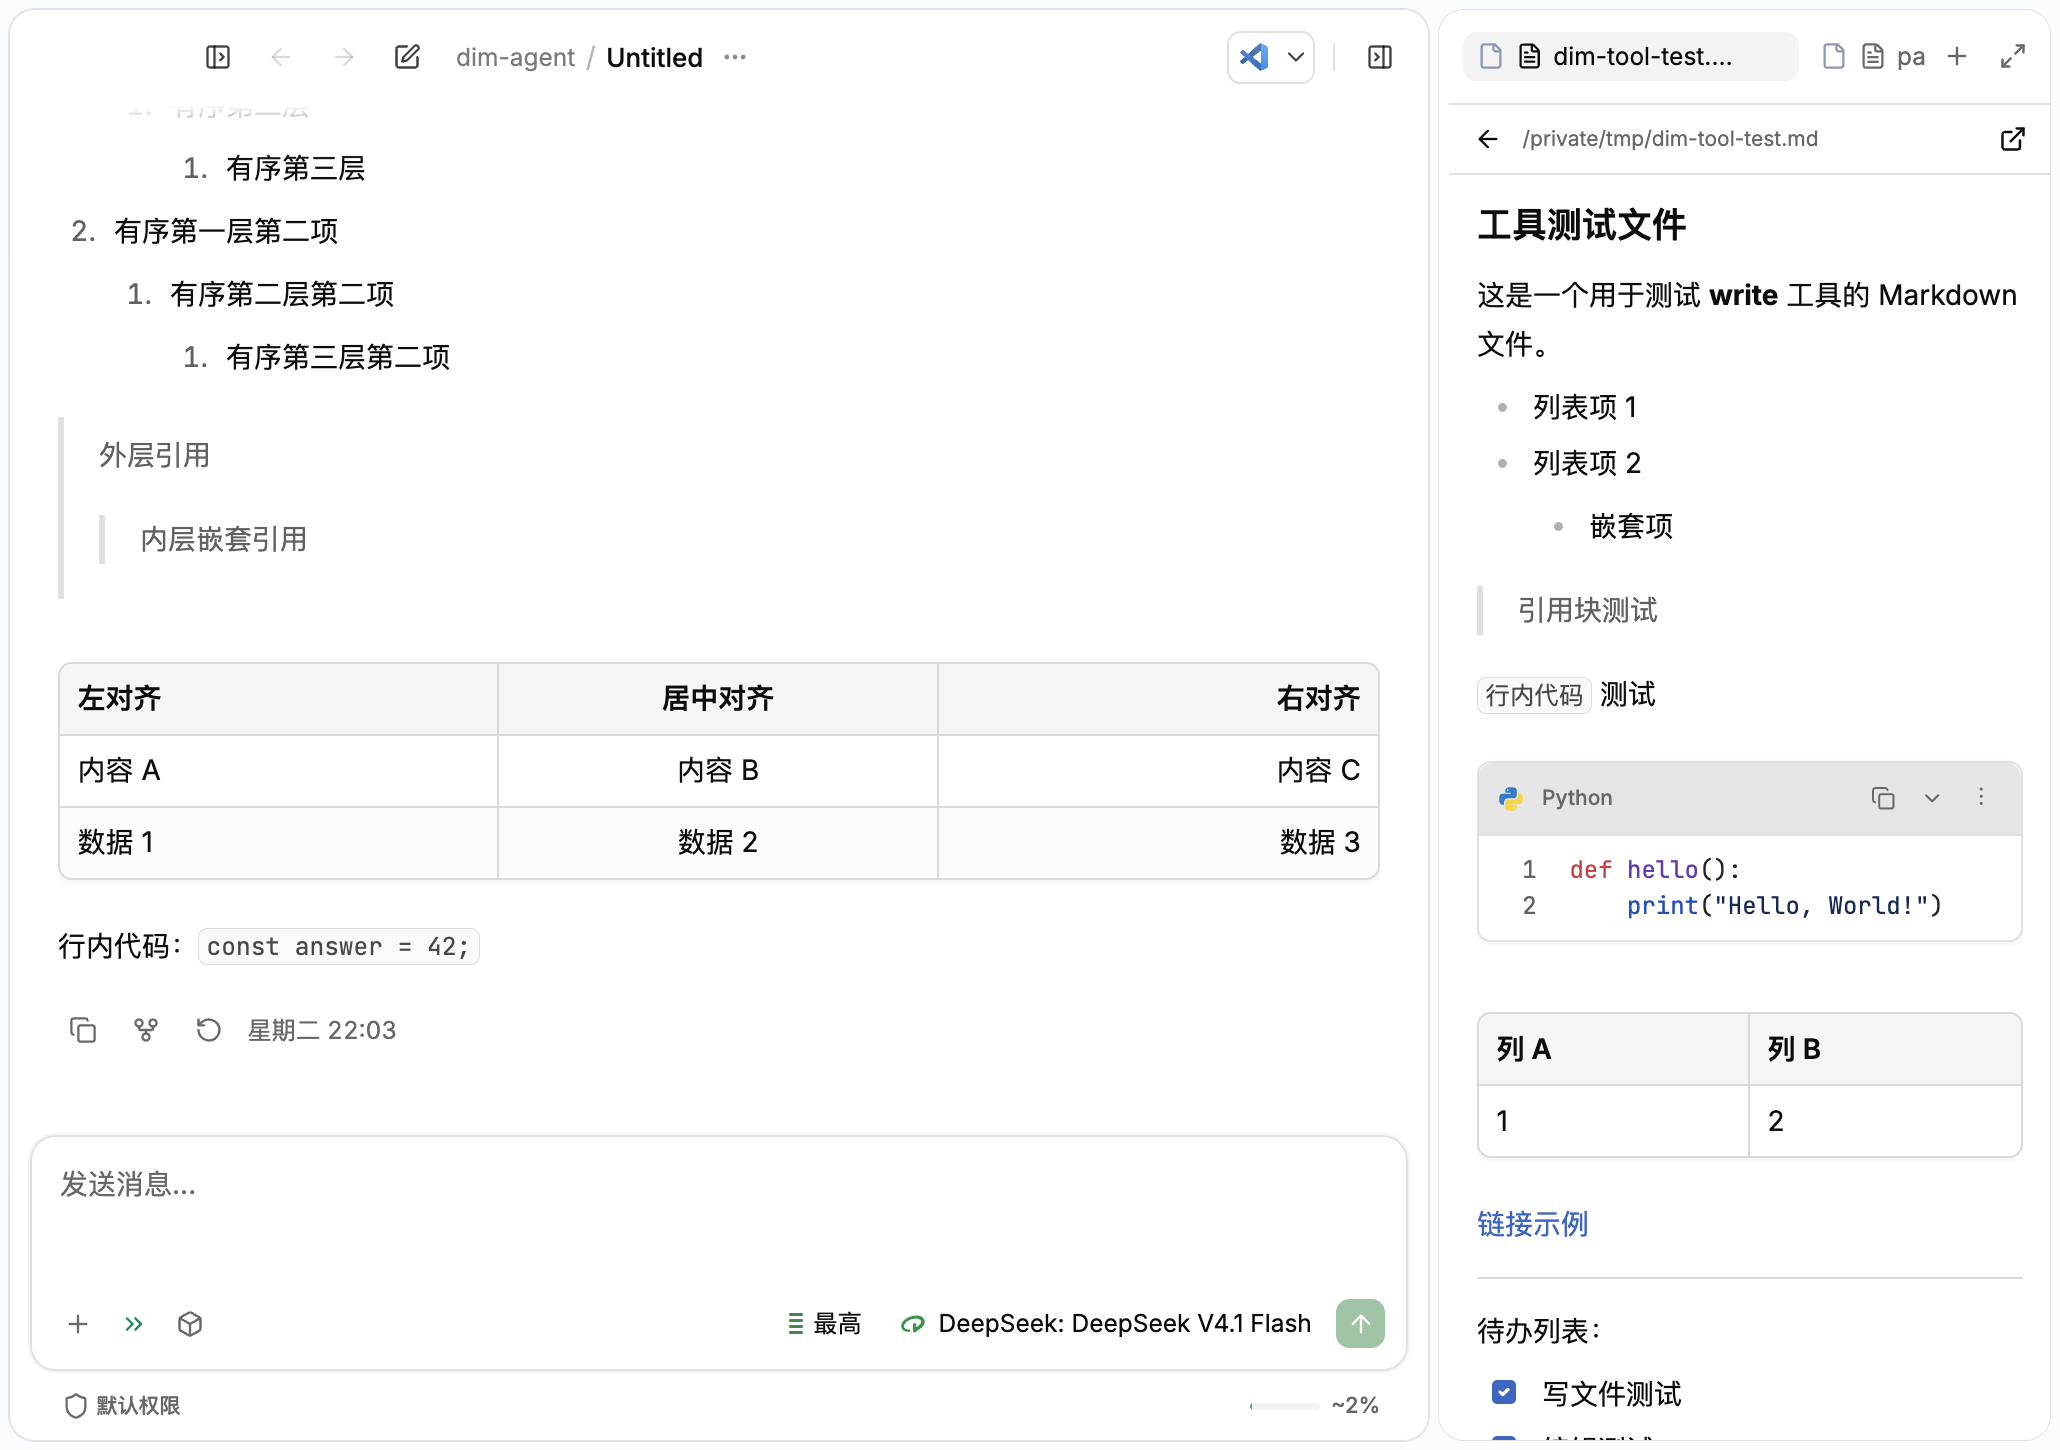 dim-agent / Untitled
1. 有序第三层
2. 有序第一层第二项
1. 有序第二层第二项
1. 有序第三层第二项
外层引用
内层嵌套引用
左对齐 居中对齐 右对齐
内容 A 内容 B 内容 C
数据 1 数据 2 数据 3
行内代码： const answer = 42;
星期二 22:03
发送消息...
最高 DeepSeek: DeepSeek V4.1 Flash
默认权限 ~2%
dim-tool-test.... pa
/private/tmp/dim-tool-test.md
工具测试文件
这是一个用于测试 write 工具的 Markdown
文件。
列表项 1
列表项 2
嵌套项
引用块测试
行内代码 测试
Python
1 def hello():
2 print("Hello, World!")
列 A 列 B
1 2
链接示例
待办列表：
写文件测试